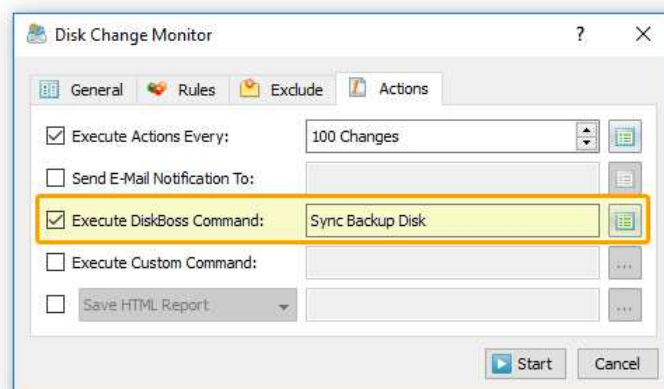 Disk Change Monitor ? ×
General Rules Exclude Actions
Execute Actions Every: 100 Changes
Send E-Mail Notification To: ...
Execute DiskBoss Command: Sync Backup Disk
Execute Custom Command: ...
Save HTML Report ...
Start Cancel